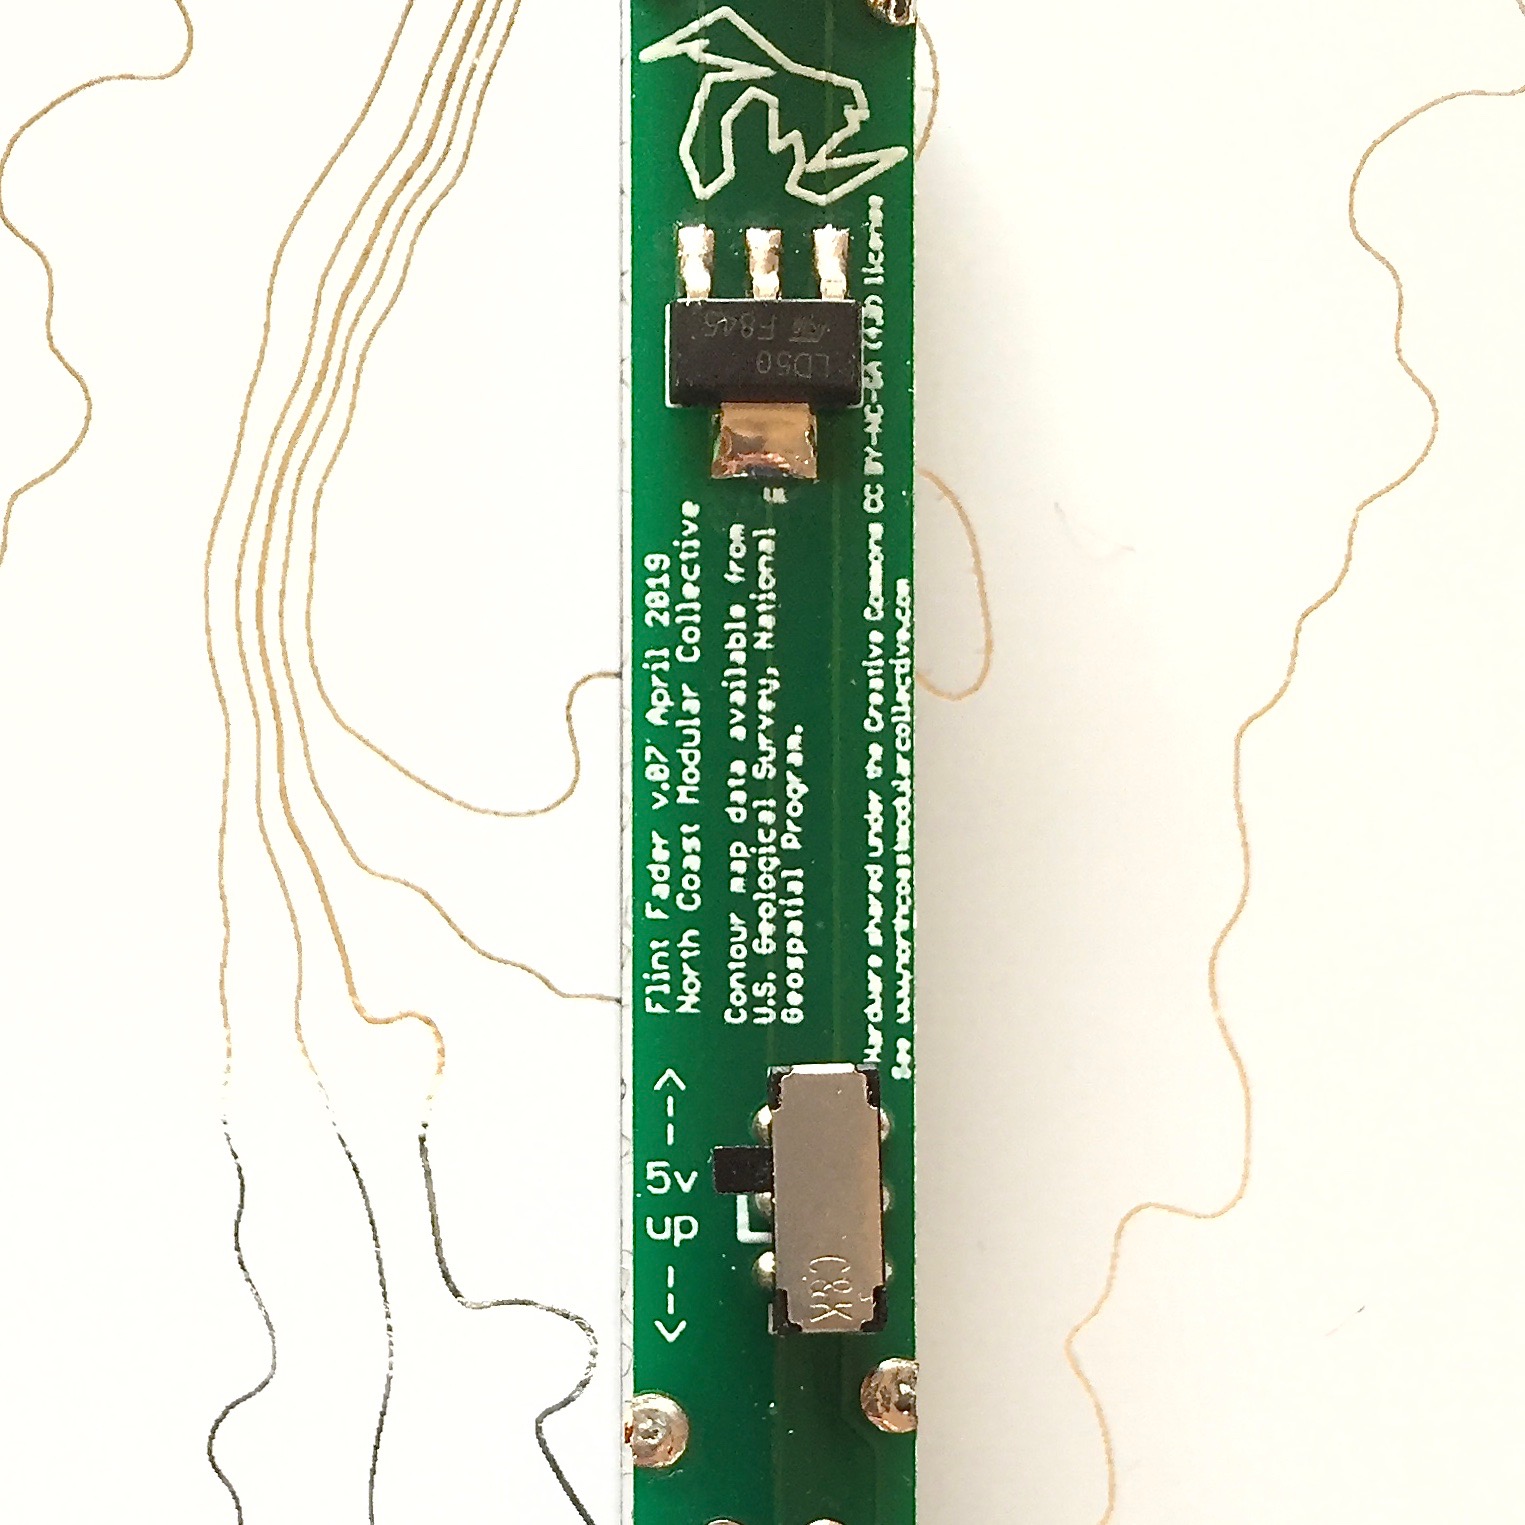 Flint Fader v.07 April 2019
North Coast Modular Collective
Contour map data available from
U.S. Geological Survey, National
Geospatial Program.
Hardware shared under the Creative Commons CC BY-NC-SA (4.0) license
See www.northcoastmodularcollective.com
LD50
F845
<--- 5v
up --->
C&K